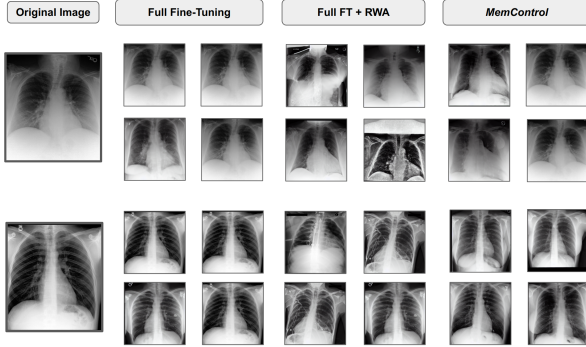 Original Image
Full Fine-Tuning
Full FT + RWA
MemControl